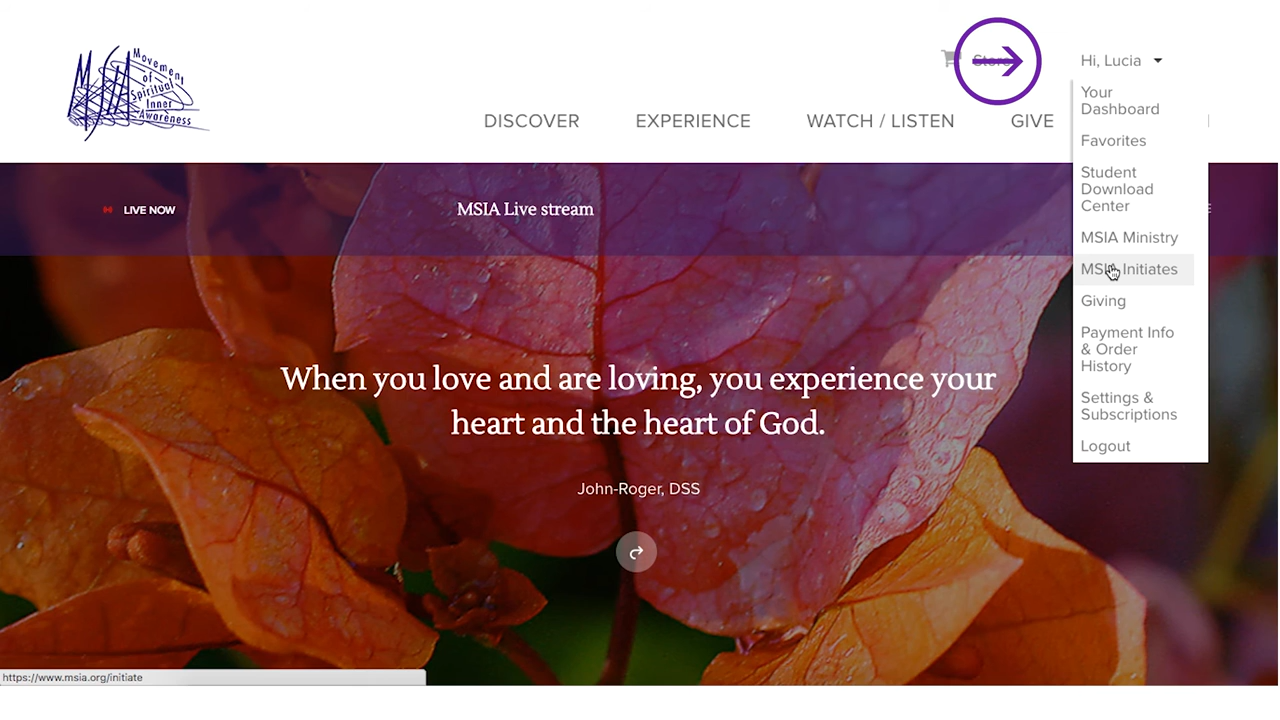 Movement
of
Spiritual
Inner
Awareness
Store
Hi, Lucia
DISCOVER
EXPERIENCE
WATCH / LISTEN
GIVE
Your
Dashboard
Favorites
Student
Download
Center
MSIA Ministry
MSIA Initiates
Giving
Payment Info
& Order
History
Settings &
Subscriptions
Logout
LIVE NOW
MSIA Live stream
When you love and are loving, you experience your
heart and the heart of God.
John-Roger, DSS
https://www.msia.org/initiate